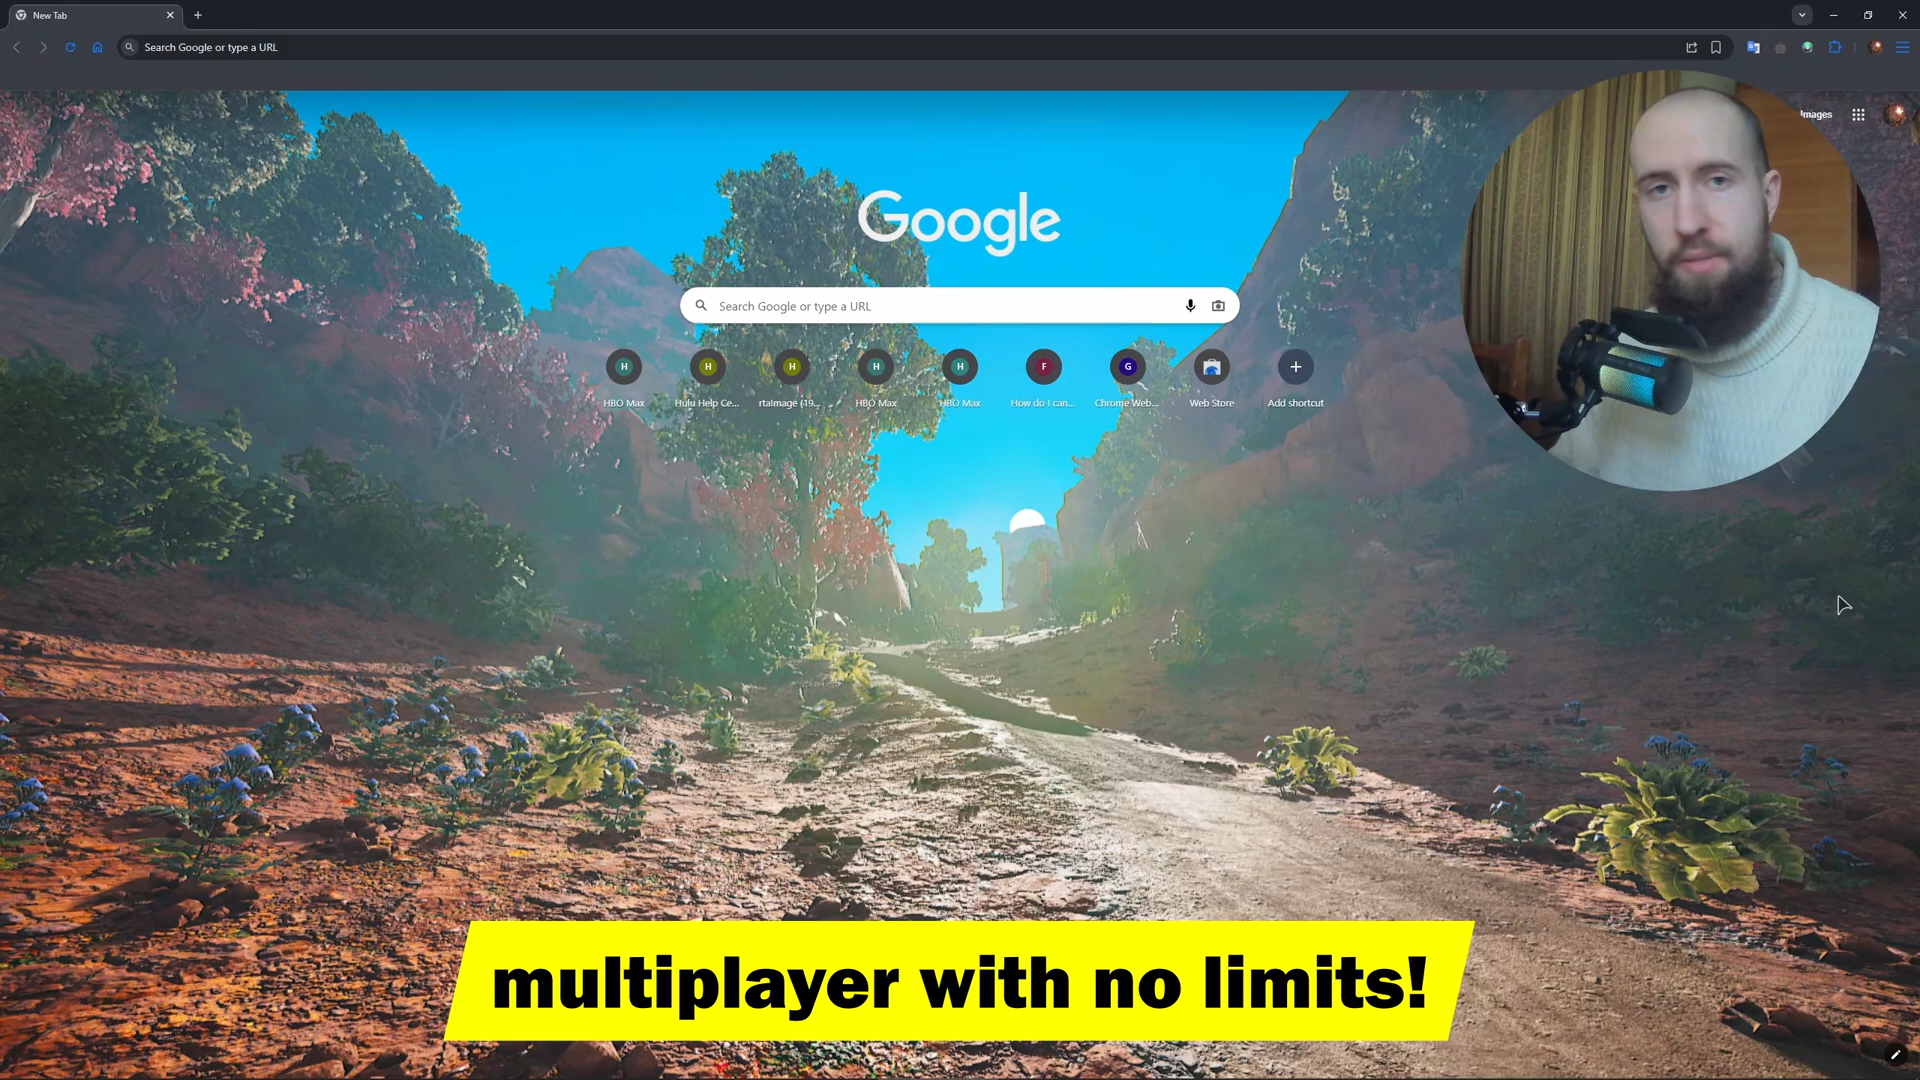 New Tab
Search Google or type a URL
Images
Google
Search Google or type a URL
H H H H H F G
HBO Max Hulu Help Ce... rtaImage (19... HBO Max HBO Max How do I can... Chrome Web... Web Store Add shortcut
multiplayer with no limits!